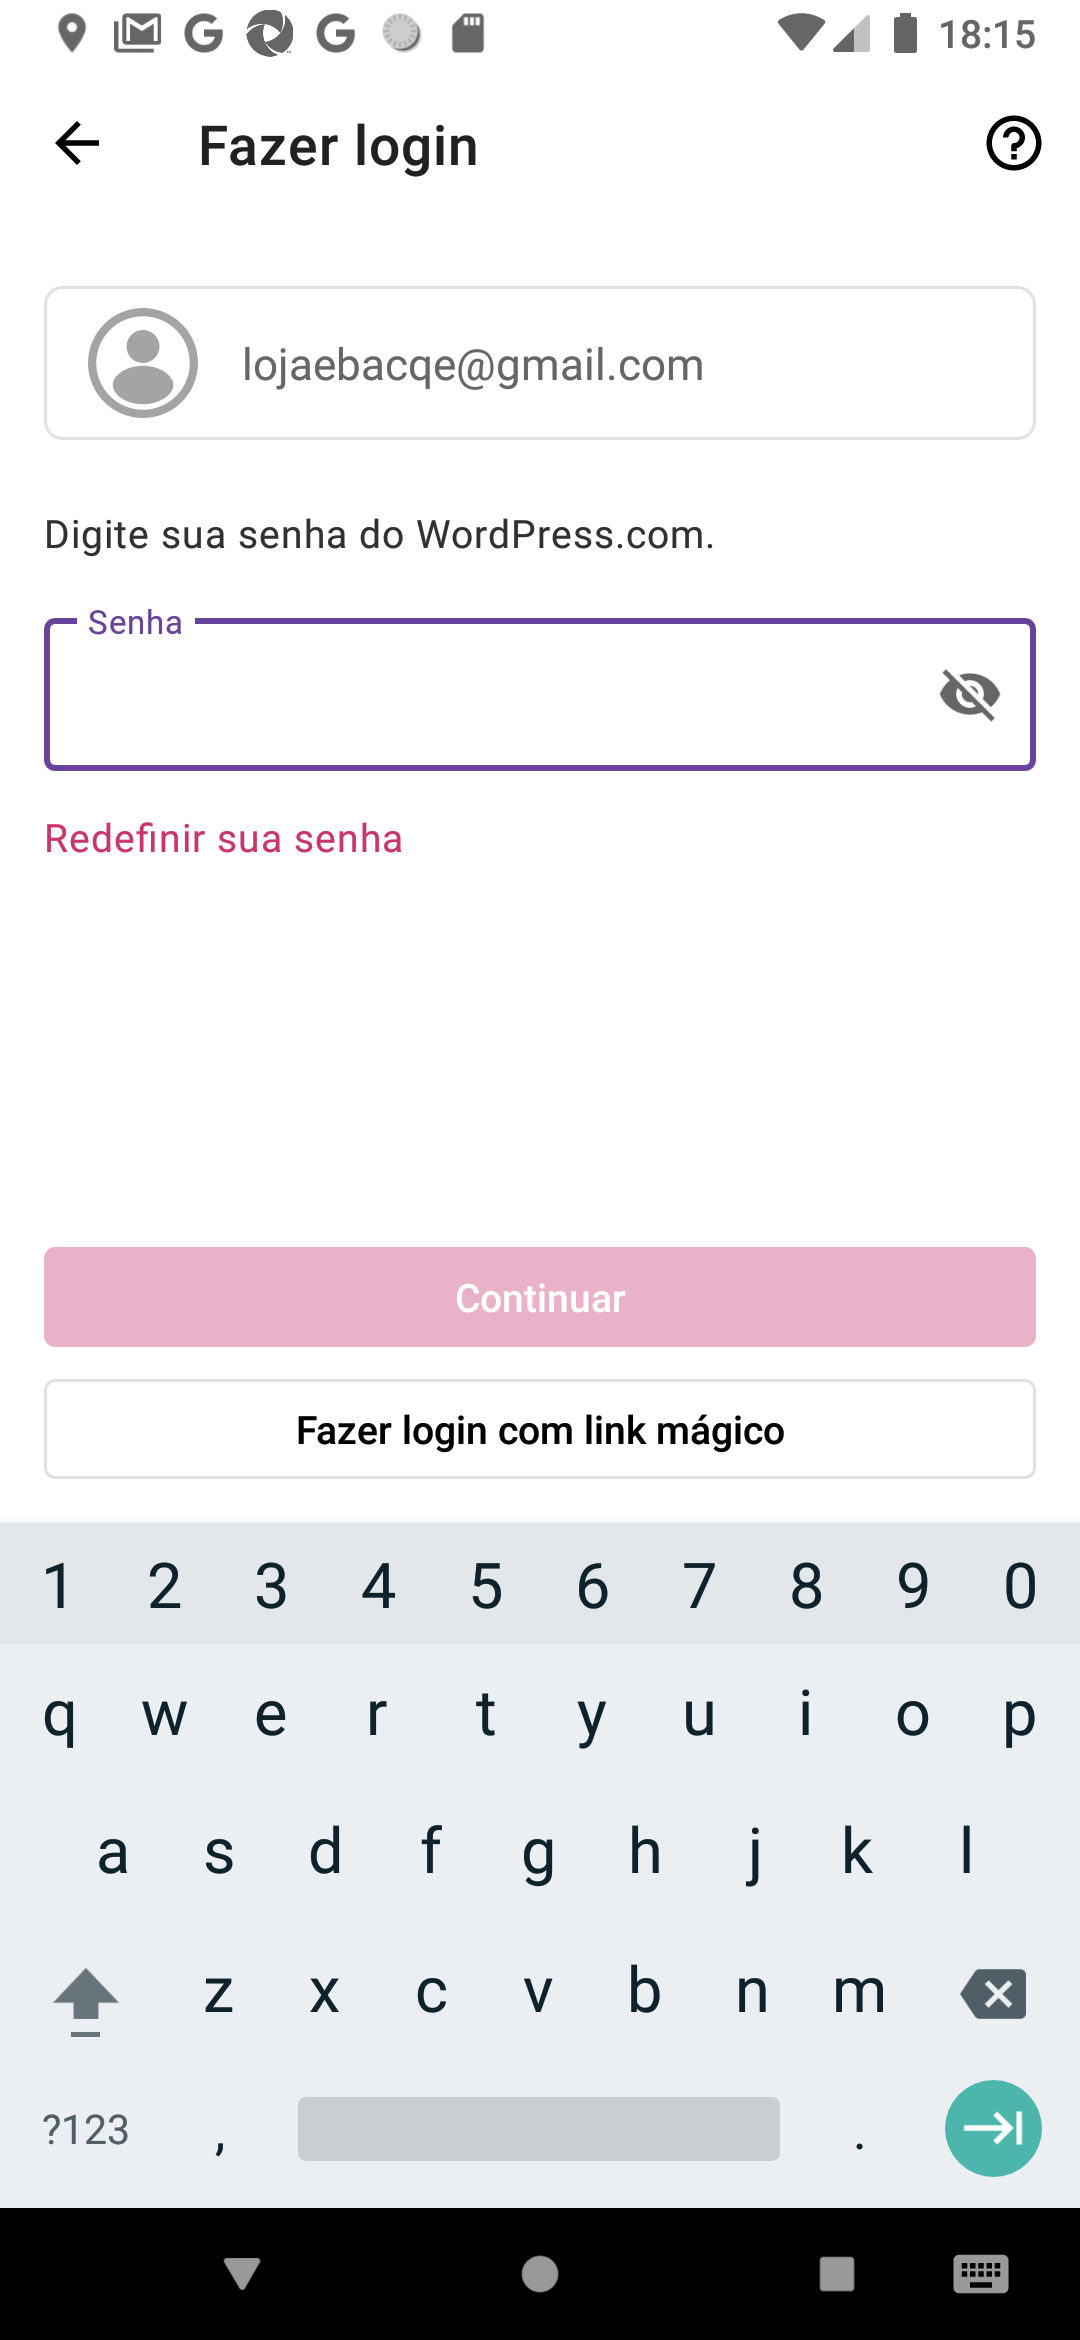 18:15
Fazer login
lojaebacqe@gmail.com
Digite sua senha do WordPress.com.
Senha
Redefinir sua senha
Continuar
Fazer login com link mágico
1 2 3 4 5 6 7 8 9 0
q w e r t y u i o p
a s d f g h j k l
z x c v b n m
?123 , .